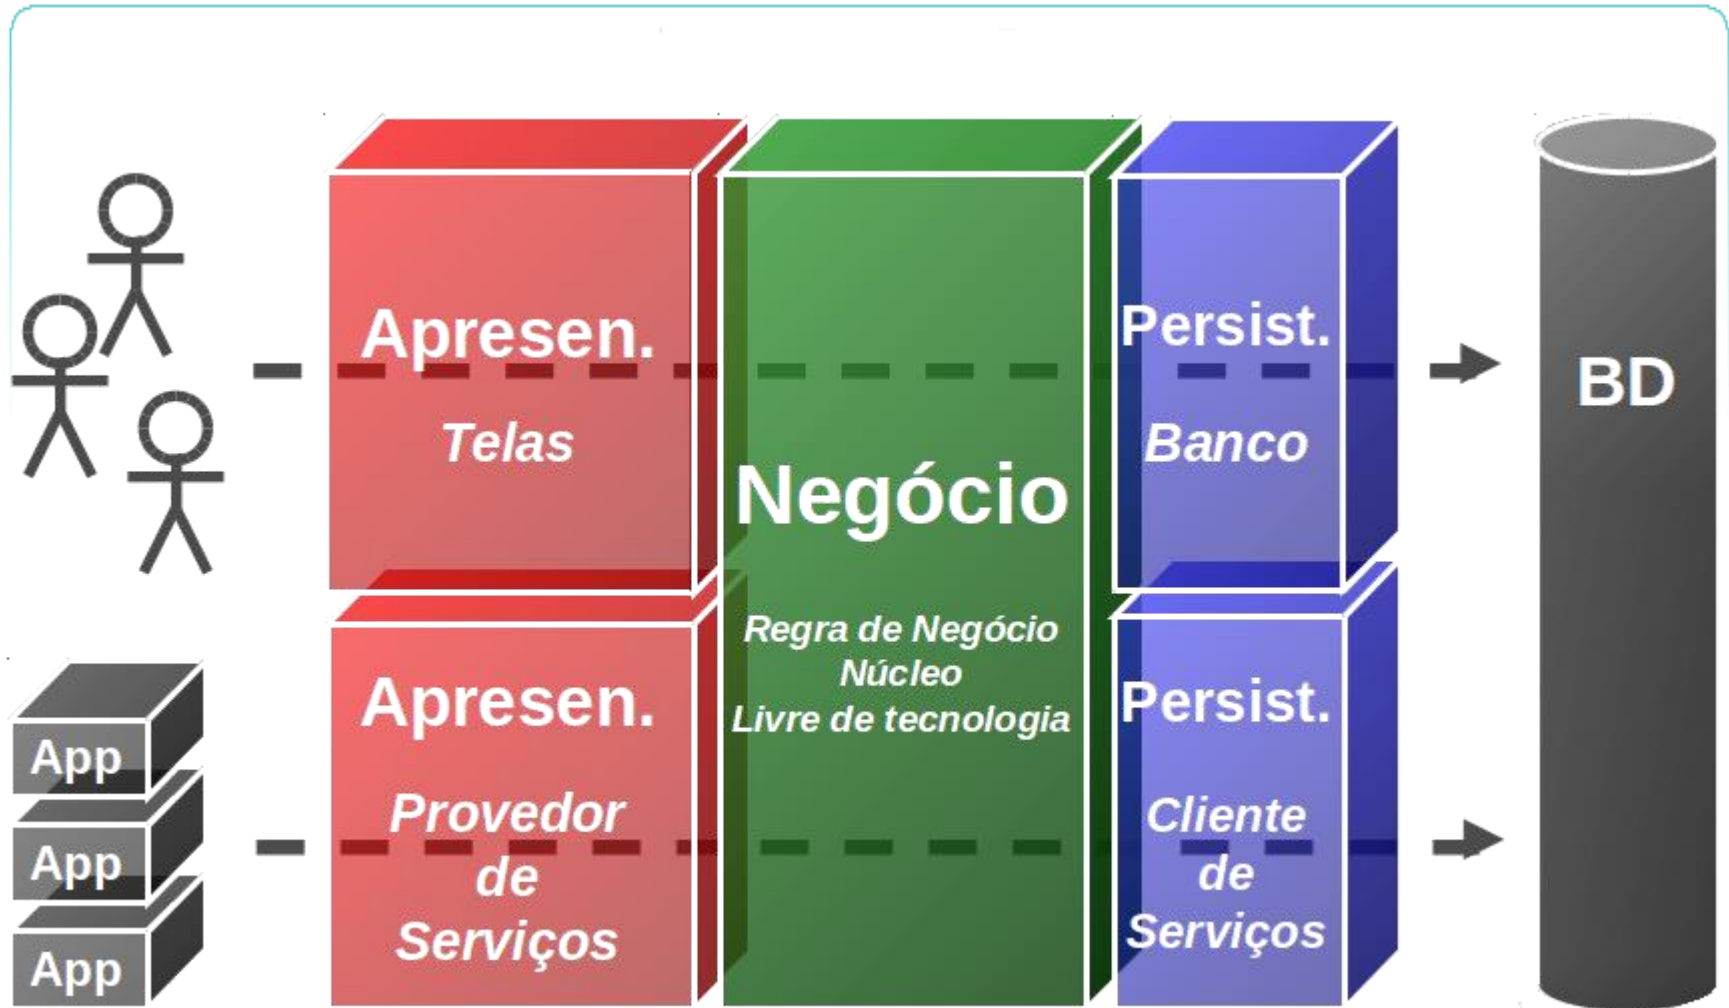 Apresen.
Telas
Apresen.
Provedor
de
Serviços
Negócio
Regra de Negócio
Núcleo
Livre de tecnologia
Persist.
Banco
Persist.
Cliente
de
Serviços
BD
App
App
App